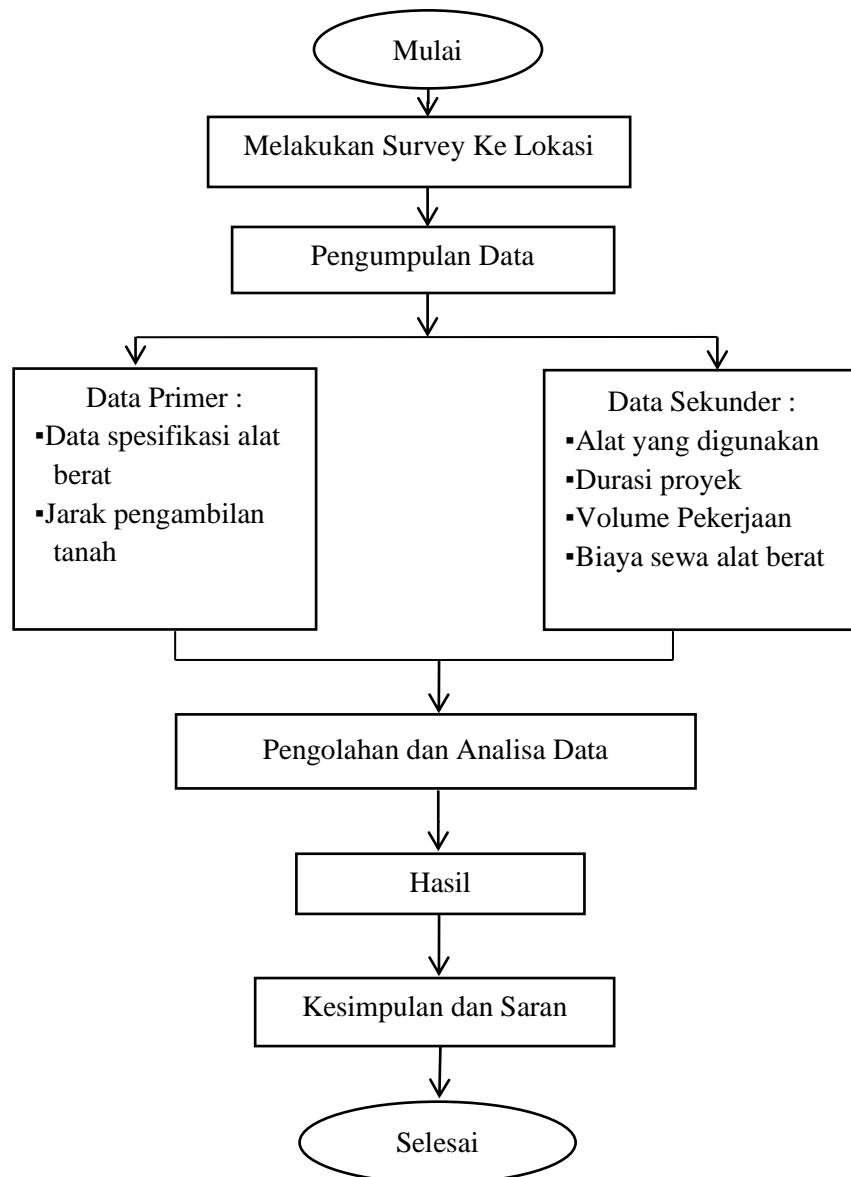 Mulai
Melakukan Survey Ke Lokasi
Pengumpulan Data
Data Primer :
▪Data spesifikasi alat
berat
▪Jarak pengambilan
tanah
Data Sekunder :
▪Alat yang digunakan
▪Durasi proyek
▪Volume Pekerjaan
▪Biaya sewa alat berat
Pengolahan dan Analisa Data
Hasil
Kesimpulan dan Saran
Selesai